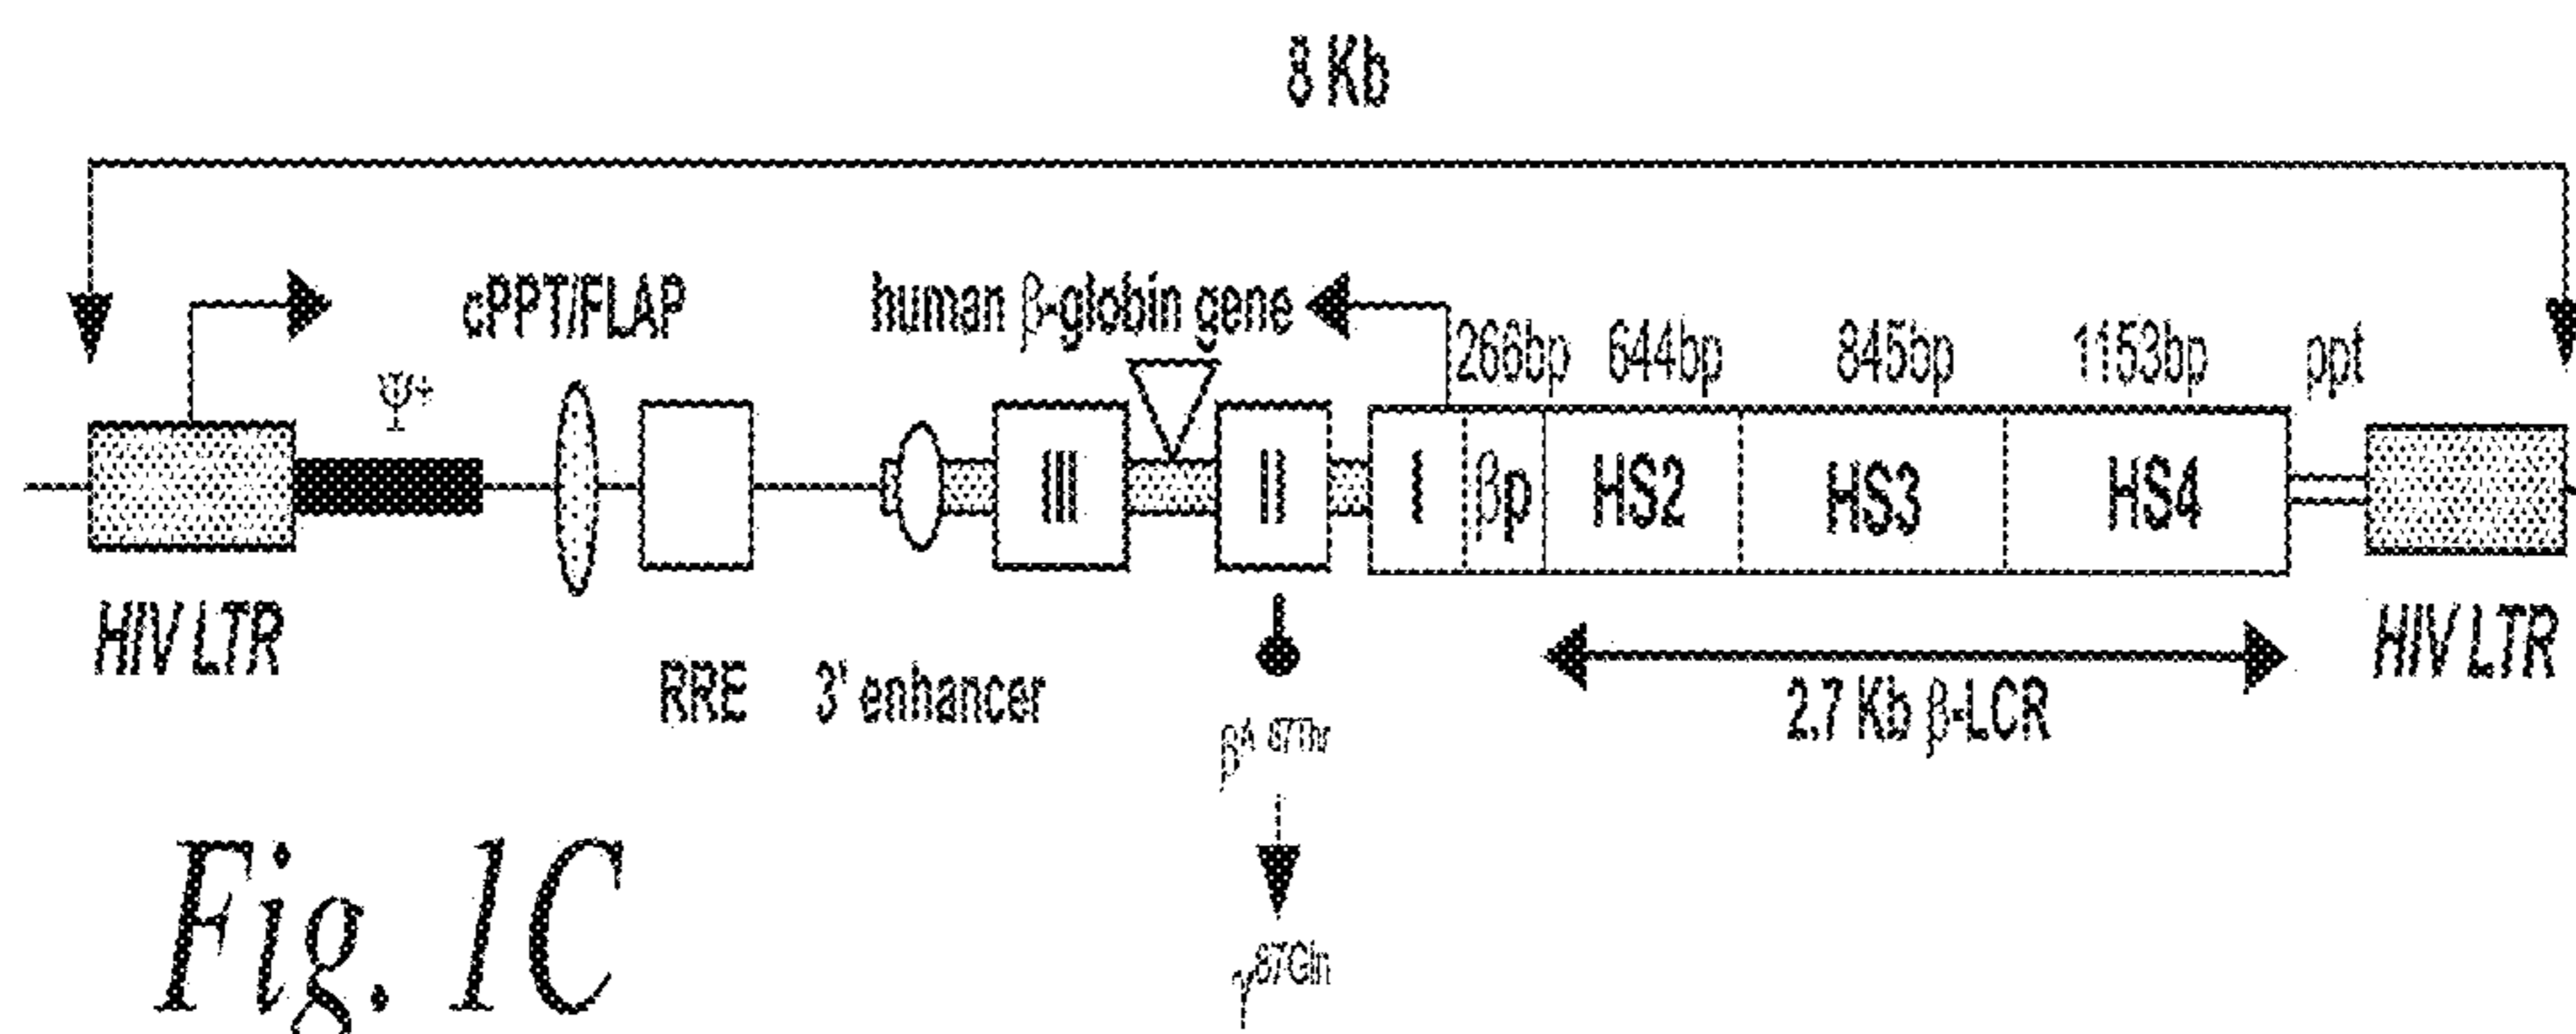 8 Kb
cPPT/FLAP
human β-globin gene
266bp 644bp 845bp 1153bp ppt
Ψ+
III II I βp HS2 HS3 HS4
HIV LTR
HIV LTR
RRE 3' enhancer
2.7 Kb β-LCR
βA 87Thr
γ87Gln
Fig. 1C